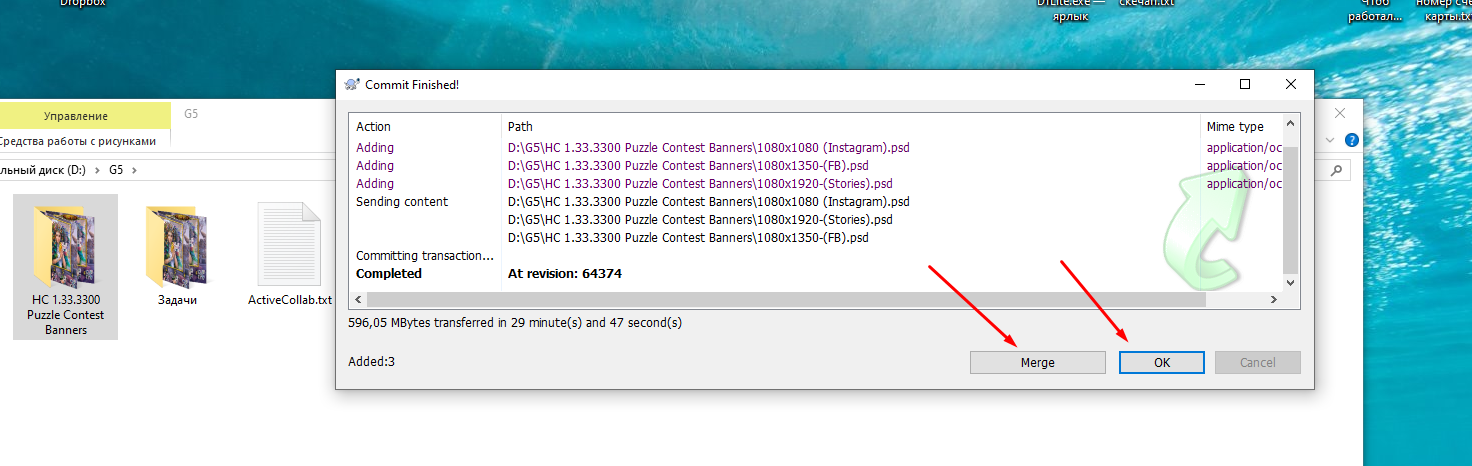 Dropbox
DTLite.exe —
ярлык
скечап.txt
Чтоб
работал...
номер сче
карты.tx
Управление
G5
Средства работы с рисунками
льный диск (D:) > G5 >
HC 1.33.3300
Puzzle Contest
Banners
Задачи
ActiveCollab.txt
Commit Finished!
Action Path Mime type
Adding D:\G5\HC 1.33.3300 Puzzle Contest Banners\1080x1080 (Instagram).psd application/oc
Adding D:\G5\HC 1.33.3300 Puzzle Contest Banners\1080x1350-(FB).psd application/oc
Adding D:\G5\HC 1.33.3300 Puzzle Contest Banners\1080x1920-(Stories).psd application/oc
Sending content D:\G5\HC 1.33.3300 Puzzle Contest Banners\1080x1080 (Instagram).psd
D:\G5\HC 1.33.3300 Puzzle Contest Banners\1080x1920-(Stories).psd
D:\G5\HC 1.33.3300 Puzzle Contest Banners\1080x1350-(FB).psd
Committing transaction...
Completed At revision: 64374
596,05 MBytes transferred in 29 minute(s) and 47 second(s)
Added:3
Merge
OK
Cancel